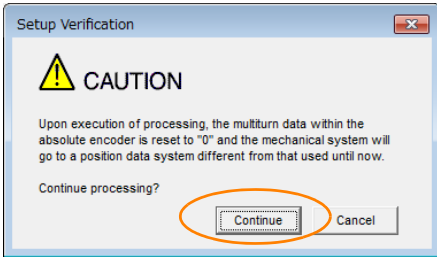 Setup Verification
CAUTION
Upon execution of processing, the multiturn data within the
absolute encoder is reset to "0" and the mechanical system will
go to a position data system different from that used until now.
Continue processing?
Continue Cancel